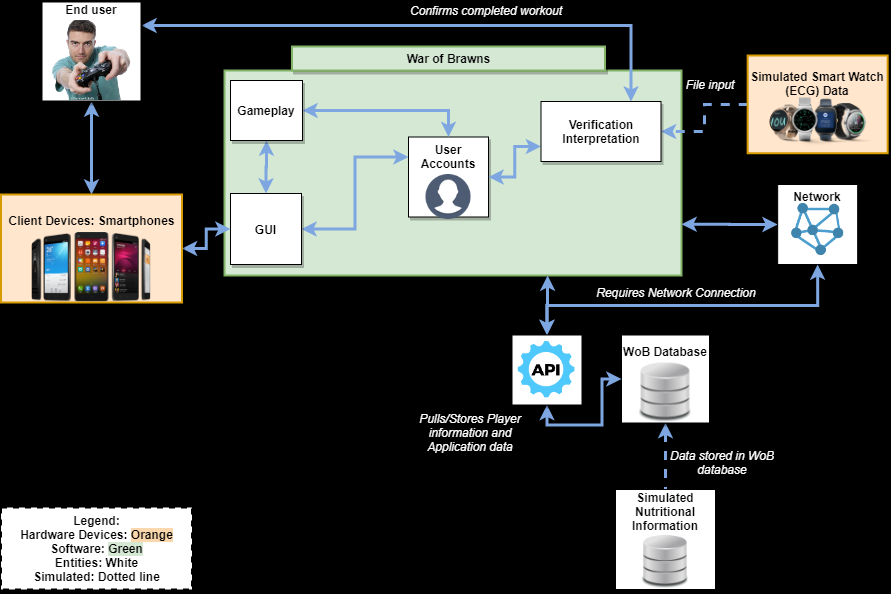 End user
Confirms completed workout
War of Brawns
Gameplay
User
Accounts
Verification
Interpretation
File input
Simulated Smart Watch
(ECG) Data
Client Devices: Smartphones
GUI
Network
Requires Network Connection
API
WoB Database
Pulls/Stores Player
information and
Application data
Data stored in WoB
database
Simulated
Nutritional
Information
Legend:
Hardware Devices: Orange
Software: Green
Entities: White
Simulated: Dotted line